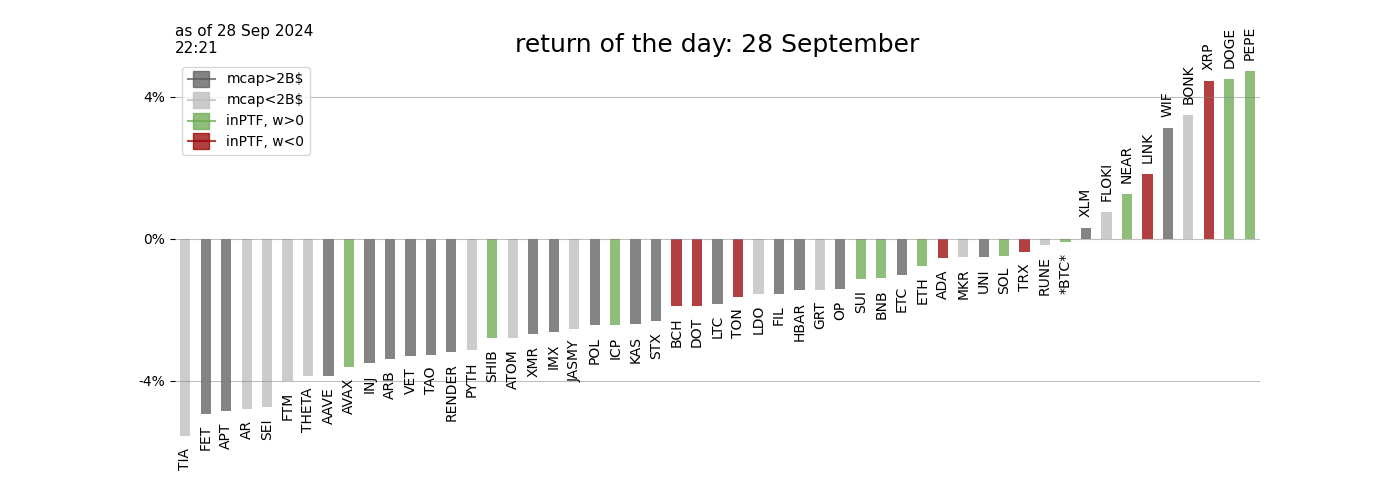 as of 28 Sep 2024
22:21
return of the day: 28 September
mcap>2B$
mcap<2B$
inPTF, w>0
inPTF, w<0
4%
0%
-4%
TIA
FET
APT
AR
SEI
FTM
THETA
AAVE
AVAX
INJ
ARB
VET
TAO
RENDER
PYTH
SHIB
ATOM
XMR
IMX
JASMY
POL
ICP
KAS
STX
BCH
DOT
LTC
TON
LDO
FIL
HBAR
GRT
OP
SUI
BNB
ETC
ETH
ADA
MKR
UNI
SOL
TRX
RUNE
*BTC*
XLM
FLOKI
NEAR
LINK
WIF
BONK
XRP
DOGE
PEPE